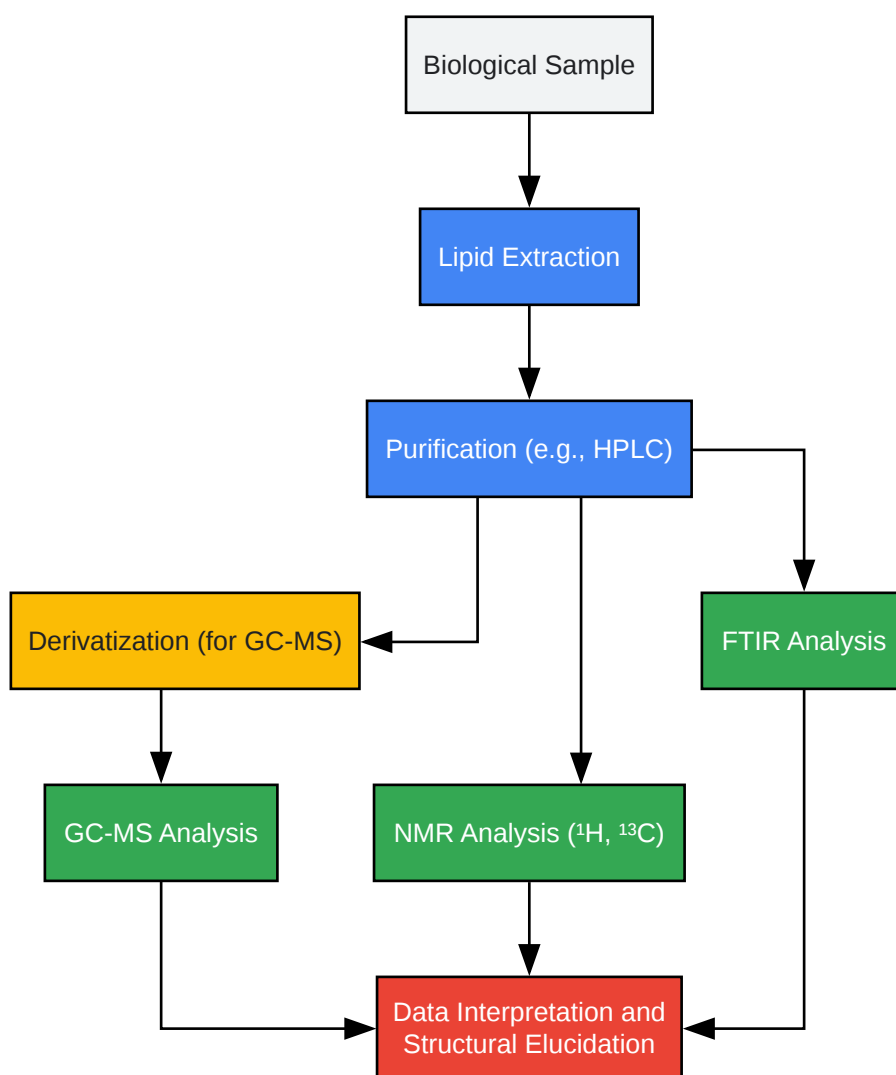 Biological Sample
Lipid Extraction
Purification (e.g., HPLC)
Derivatization (for GC-MS)
FTIR Analysis
GC-MS Analysis
NMR Analysis (¹H, ¹³C)
Data Interpretation and
Structural Elucidation